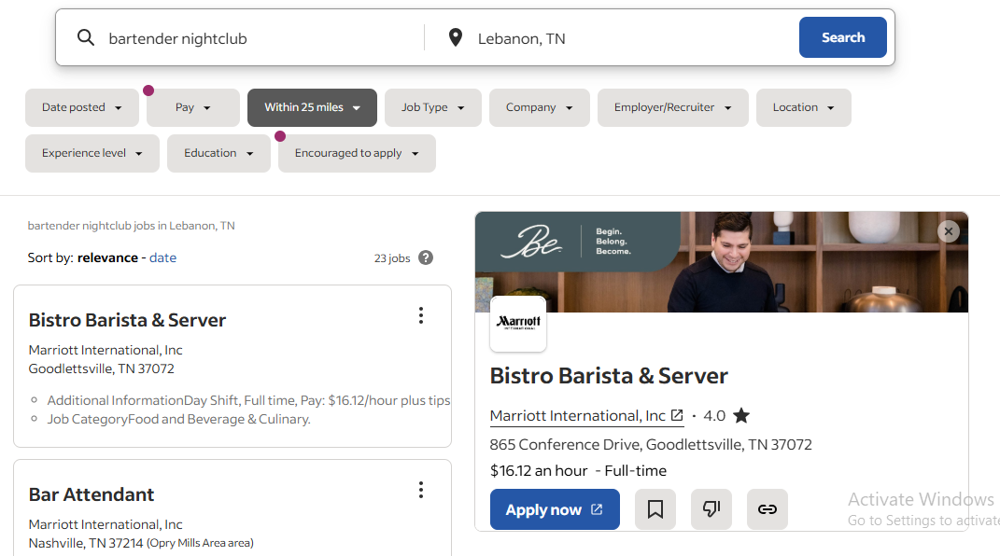 bartender nightclub
Lebanon, TN
Search
Date posted
Pay
Within 25 miles
Job Type
Company
Employer/Recruiter
Location
Experience level
Education
Encouraged to apply
bartender nightclub jobs in Lebanon, TN
Sort by: relevance - date
23 jobs ?
Bistro Barista & Server
Marriott International, Inc
Goodlettsville, TN 37072
Additional InformationDay Shift, Full time, Pay: $16.12/hour plus tips
Job CategoryFood and Beverage & Culinary.
Bar Attendant
Marriott International, Inc
Nashville, TN 37214 (Opry Mills Area area)
Be.
Begin.
Belong.
Become.
Marriott
INTERNATIONAL
Bistro Barista & Server
Marriott International, Inc · 4.0
865 Conference Drive, Goodlettsville, TN 37072
$16.12 an hour - Full-time
Apply now
Activate Windows
Go to Settings to activate